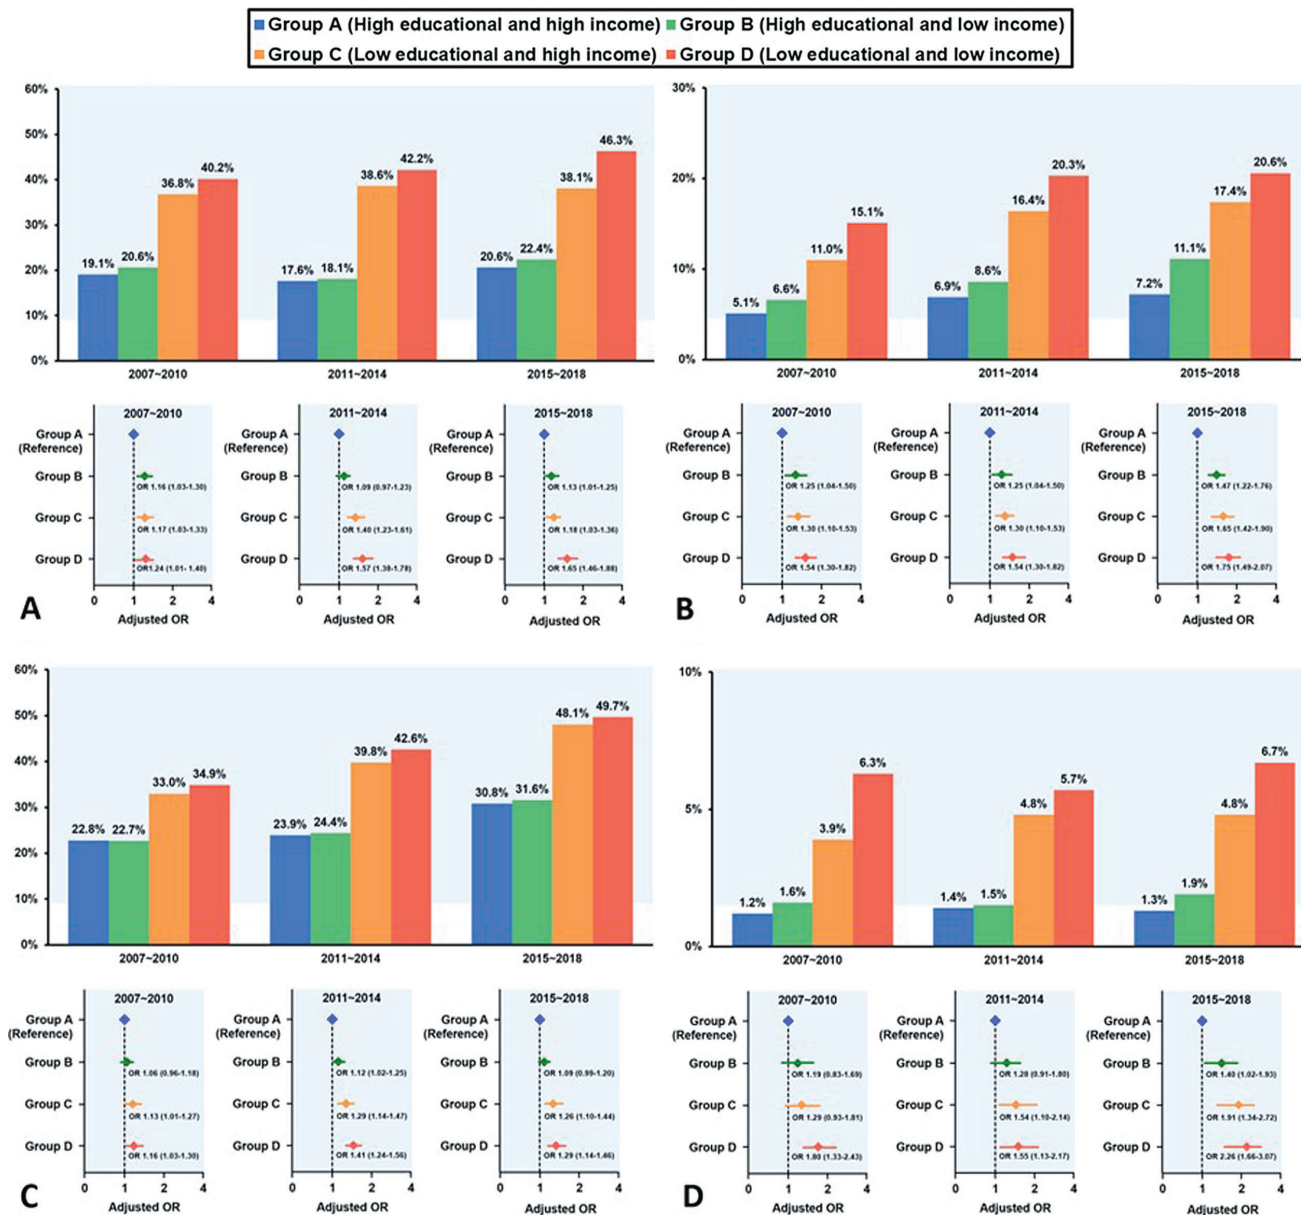 Group A (High educational and high income) Group B (High educational and low income)
Group C (Low educational and high income) Group D (Low educational and low income)
60%
50%
40%
30%
20%
10%
0%
19.1% 20.6% 36.8% 40.2%
17.6% 18.1% 38.6% 42.2%
20.6% 22.4% 38.1% 46.3%
2007~2010 2011~2014 2015~2018
2007~2010
Group A
(Reference)
Group B
OR 1.16 (1.03-1.30)
Group C
OR 1.17 (1.03-1.33)
Group D
OR1.24 (1.01- 1.40)
0 1 2 4
Adjusted OR
2011~2014
Group A
(Reference)
Group B
OR 1.09 (0.97-1.23)
Group C
OR 1.40 (1.23-1.61)
Group D
OR 1.57 (1.38-1.78)
0 1 2 4
Adjusted OR
2015~2018
Group A
(Reference)
Group B
OR 1.13 (1.01-1.25)
Group C
OR 1.18 (1.03-1.36)
Group D
OR 1.65 (1.46-1.88)
0 1 2 4
Adjusted OR
A
30%
20%
10%
0%
5.1% 6.6% 11.0% 15.1%
6.9% 8.6% 16.4% 20.3%
7.2% 11.1% 17.4% 20.6%
2007~2010 2011~2014 2015~2018
2007~2010
Group A
(Reference)
Group B
OR 1.25 (1.04-1.50)
Group C
OR 1.30 (1.10-1.53)
Group D
OR 1.54 (1.30-1.82)
0 1 2 4
Adjusted OR
2011~2014
Group A
(Reference)
Group B
OR 1.25 (1.04-1.50)
Group C
OR 1.30 (1.10-1.53)
Group D
OR 1.54 (1.30-1.82)
0 1 2 4
Adjusted OR
2015~2018
Group A
(Reference)
Group B
OR 1.47 (1.22-1.76)
Group C
OR 1.65 (1.42-1.90)
Group D
OR 1.75 (1.49-2.07)
0 1 2 4
Adjusted OR
B
60%
50%
40%
30%
20%
10%
0%
22.8% 22.7% 33.0% 34.9%
23.9% 24.4% 39.8% 42.6%
30.8% 31.6% 48.1% 49.7%
2007~2010 2011~2014 2015~2018
2007~2010
Group A
(Reference)
Group B
OR 1.06 (0.96-1.18)
Group C
OR 1.13 (1.01-1.27)
Group D
OR 1.16 (1.03-1.30)
0 1 2 4
Adjusted OR
2011~2014
Group A
(Reference)
Group B
OR 1.12 (1.02-1.25)
Group C
OR 1.29 (1.14-1.47)
Group D
OR 1.41 (1.24-1.56)
0 1 2 4
Adjusted OR
2015~2018
Group A
(Reference)
Group B
OR 1.09 (0.99-1.20)
Group C
OR 1.26 (1.10-1.44)
Group D
OR 1.29 (1.14-1.46)
0 1 2 4
Adjusted OR
C
10%
5%
0%
1.2% 1.6% 3.9% 6.3%
1.4% 1.5% 4.8% 5.7%
1.3% 1.9% 4.8% 6.7%
2007~2010 2011~2014 2015~2018
2007~2010
Group A
(Reference)
Group B
OR 1.19 (0.83-1.69)
Group C
OR 1.29 (0.93-1.81)
Group D
OR 1.80 (1.33-2.43)
0 1 2 4
Adjusted OR
2011~2014
Group A
(Reference)
Group B
OR 1.28 (0.91-1.80)
Group C
OR 1.54 (1.10-2.14)
Group D
OR 1.55 (1.13-2.17)
0 1 2 4
Adjusted OR
2015~2018
Group A
(Reference)
Group B
OR 1.40 (1.02-1.93)
Group C
OR 1.91 (1.34-2.72)
Group D
OR 2.26 (1.66-3.07)
0 1 2 4
Adjusted OR
D